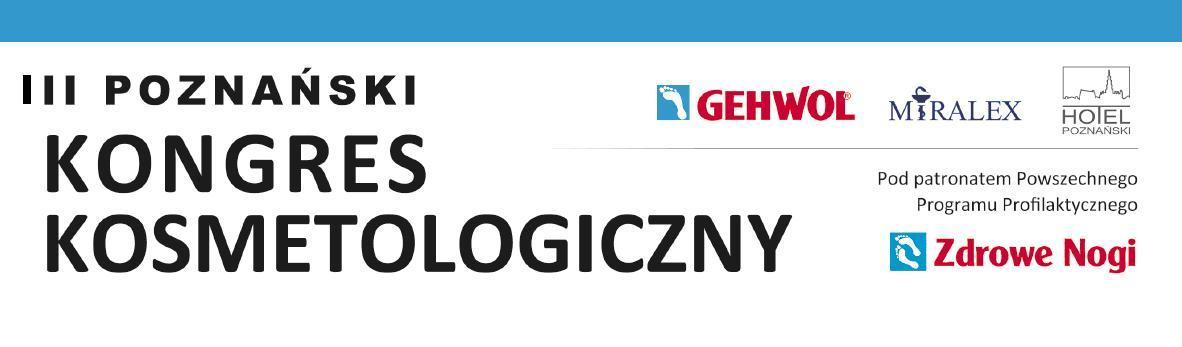 III POZNAŃSKI
KONGRES
KOSMETOLOGICZNY
GEHWOL®
MIRALEX
HOTEL
POZNAŃSKI
Pod patronatem Powszechnego
Programu Profilaktycznego
Zdrowe Nogi